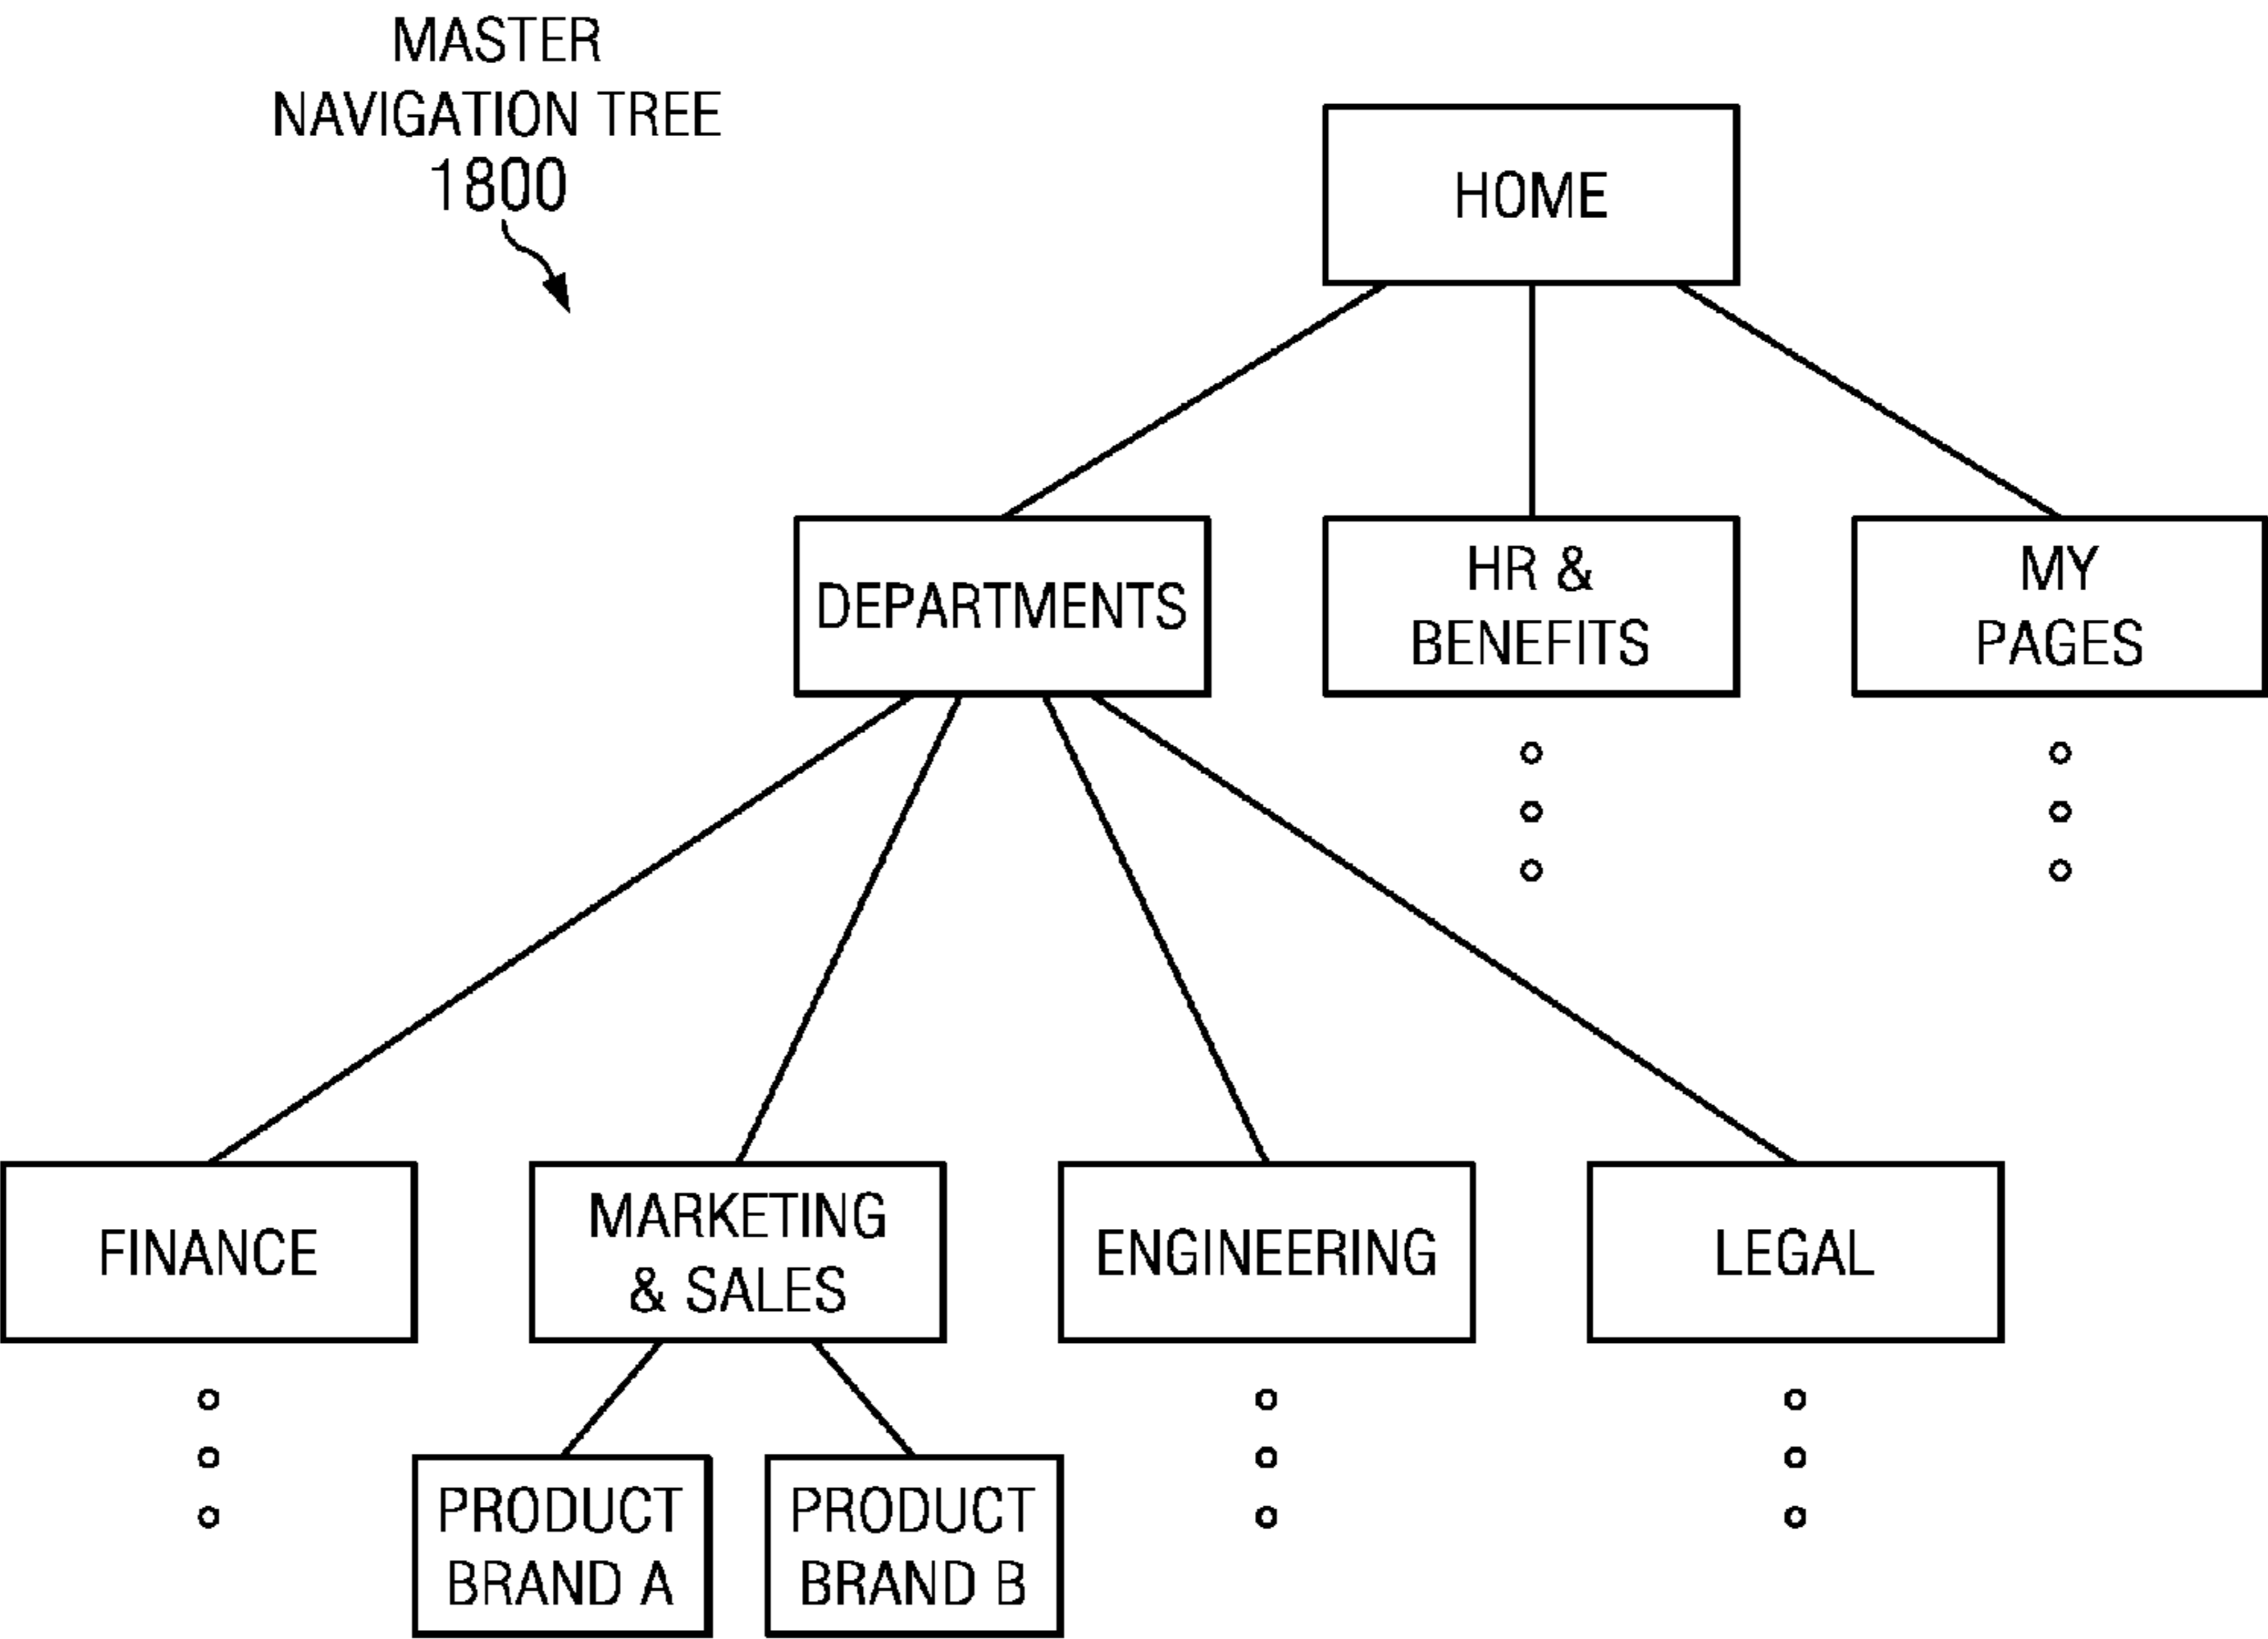 MASTER
NAVIGATION TREE
1800
HOME
DEPARTMENTS
HR &
BENEFITS
MY
PAGES
FINANCE
MARKETING
& SALES
ENGINEERING
LEGAL
PRODUCT
BRAND A
PRODUCT
BRAND B